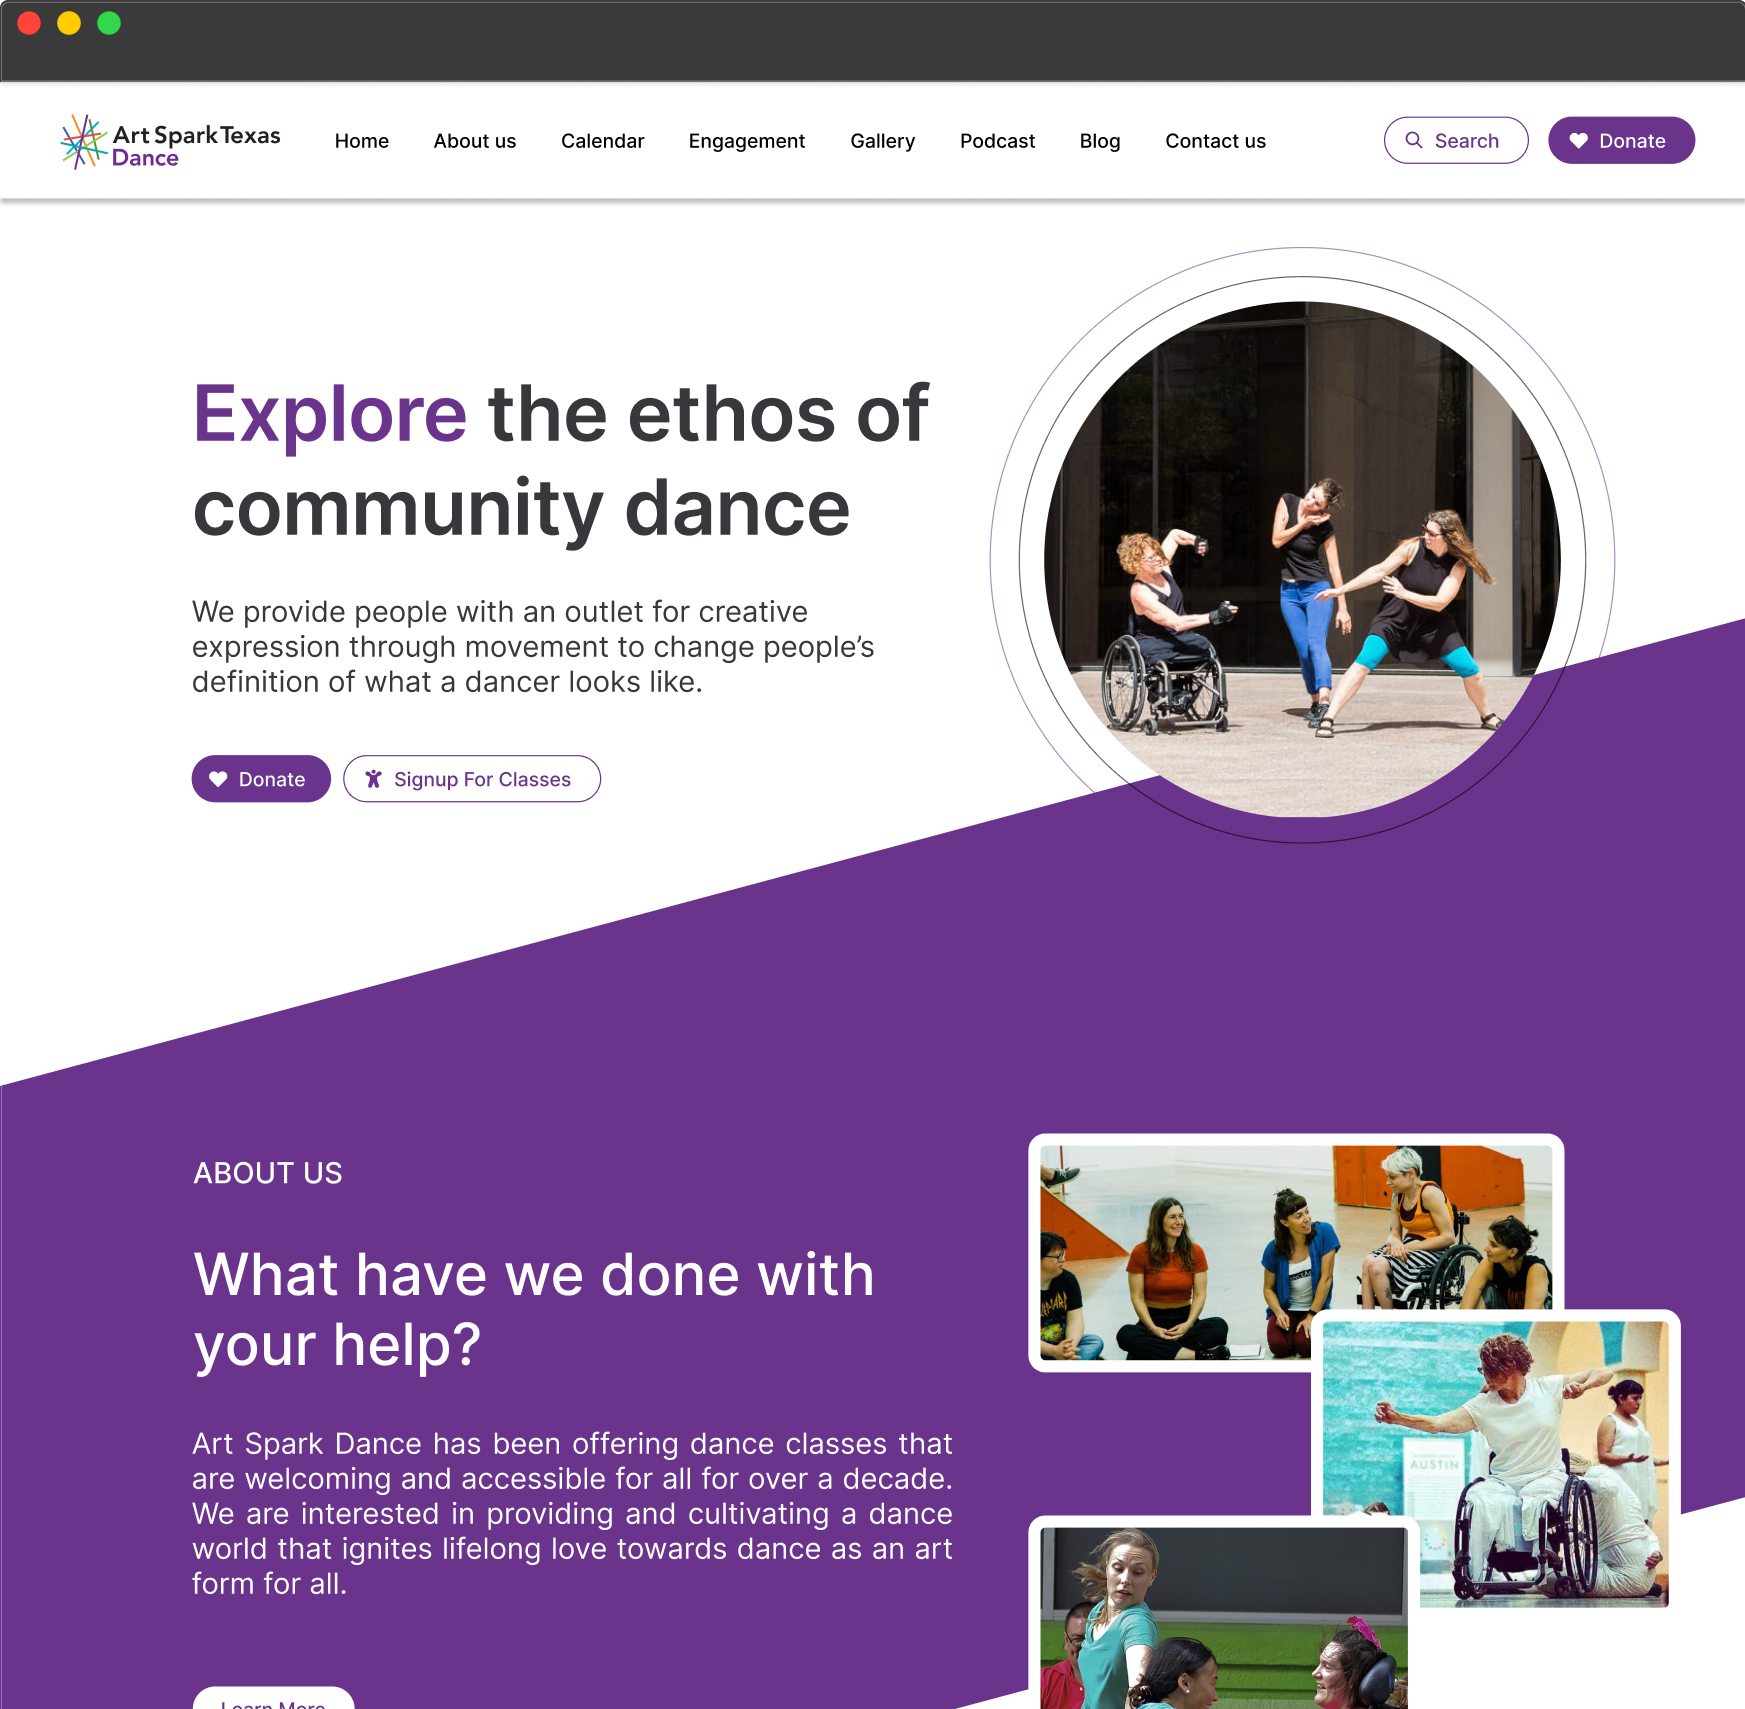 Art Spark Texas
Dance
Home About us Calendar Engagement Gallery Podcast Blog Contact us Search Donate
Explore the ethos of
community dance
We provide people with an outlet for creative
expression through movement to change people’s
definition of what a dancer looks like.
Donate Signup For Classes
ABOUT US
What have we done with
your help?
Art Spark Dance has been offering dance classes that
are welcoming and accessible for all for over a decade.
We are interested in providing and cultivating a dance
world that ignites lifelong love towards dance as an art
form for all.
AUSTIN
Learn More